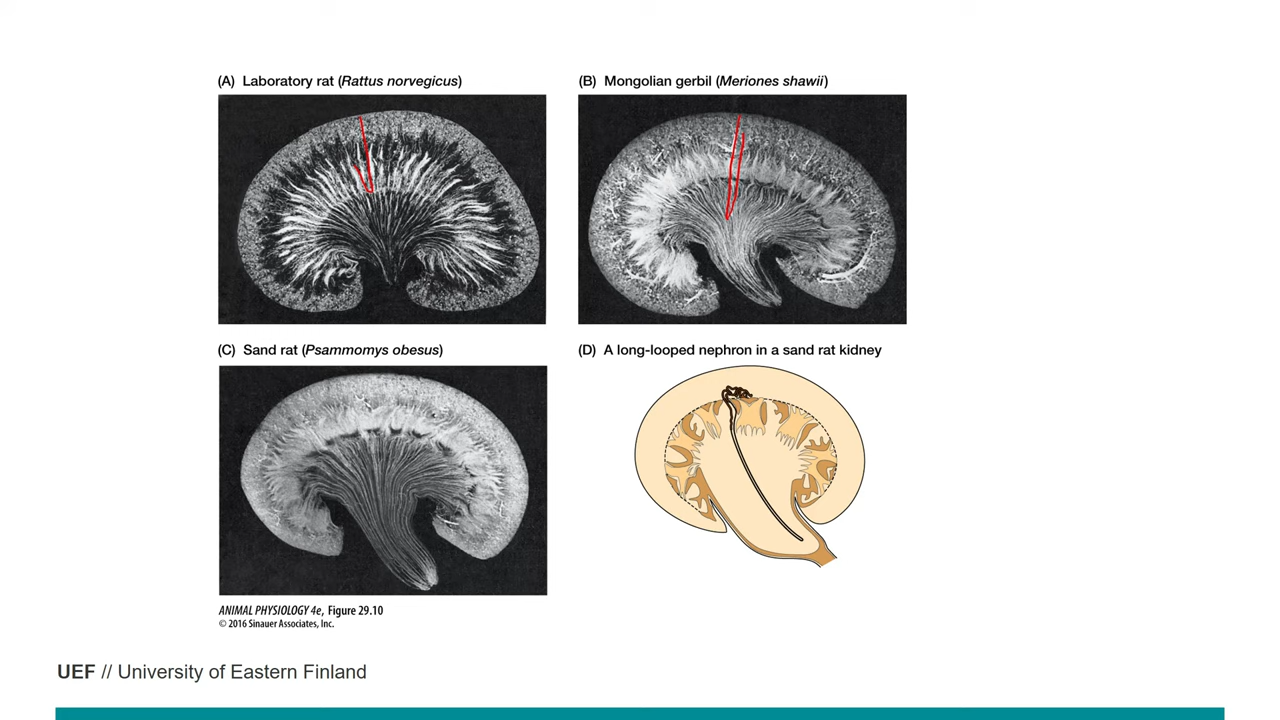 (A) Laboratory rat (Rattus norvegicus)
(B) Mongolian gerbil (Meriones shawii)
(C) Sand rat (Psammomys obesus)
(D) A long-looped nephron in a sand rat kidney
ANIMAL PHYSIOLOGY 4e, Figure 29.10
© 2016 Sinauer Associates, Inc.
UEF // University of Eastern Finland